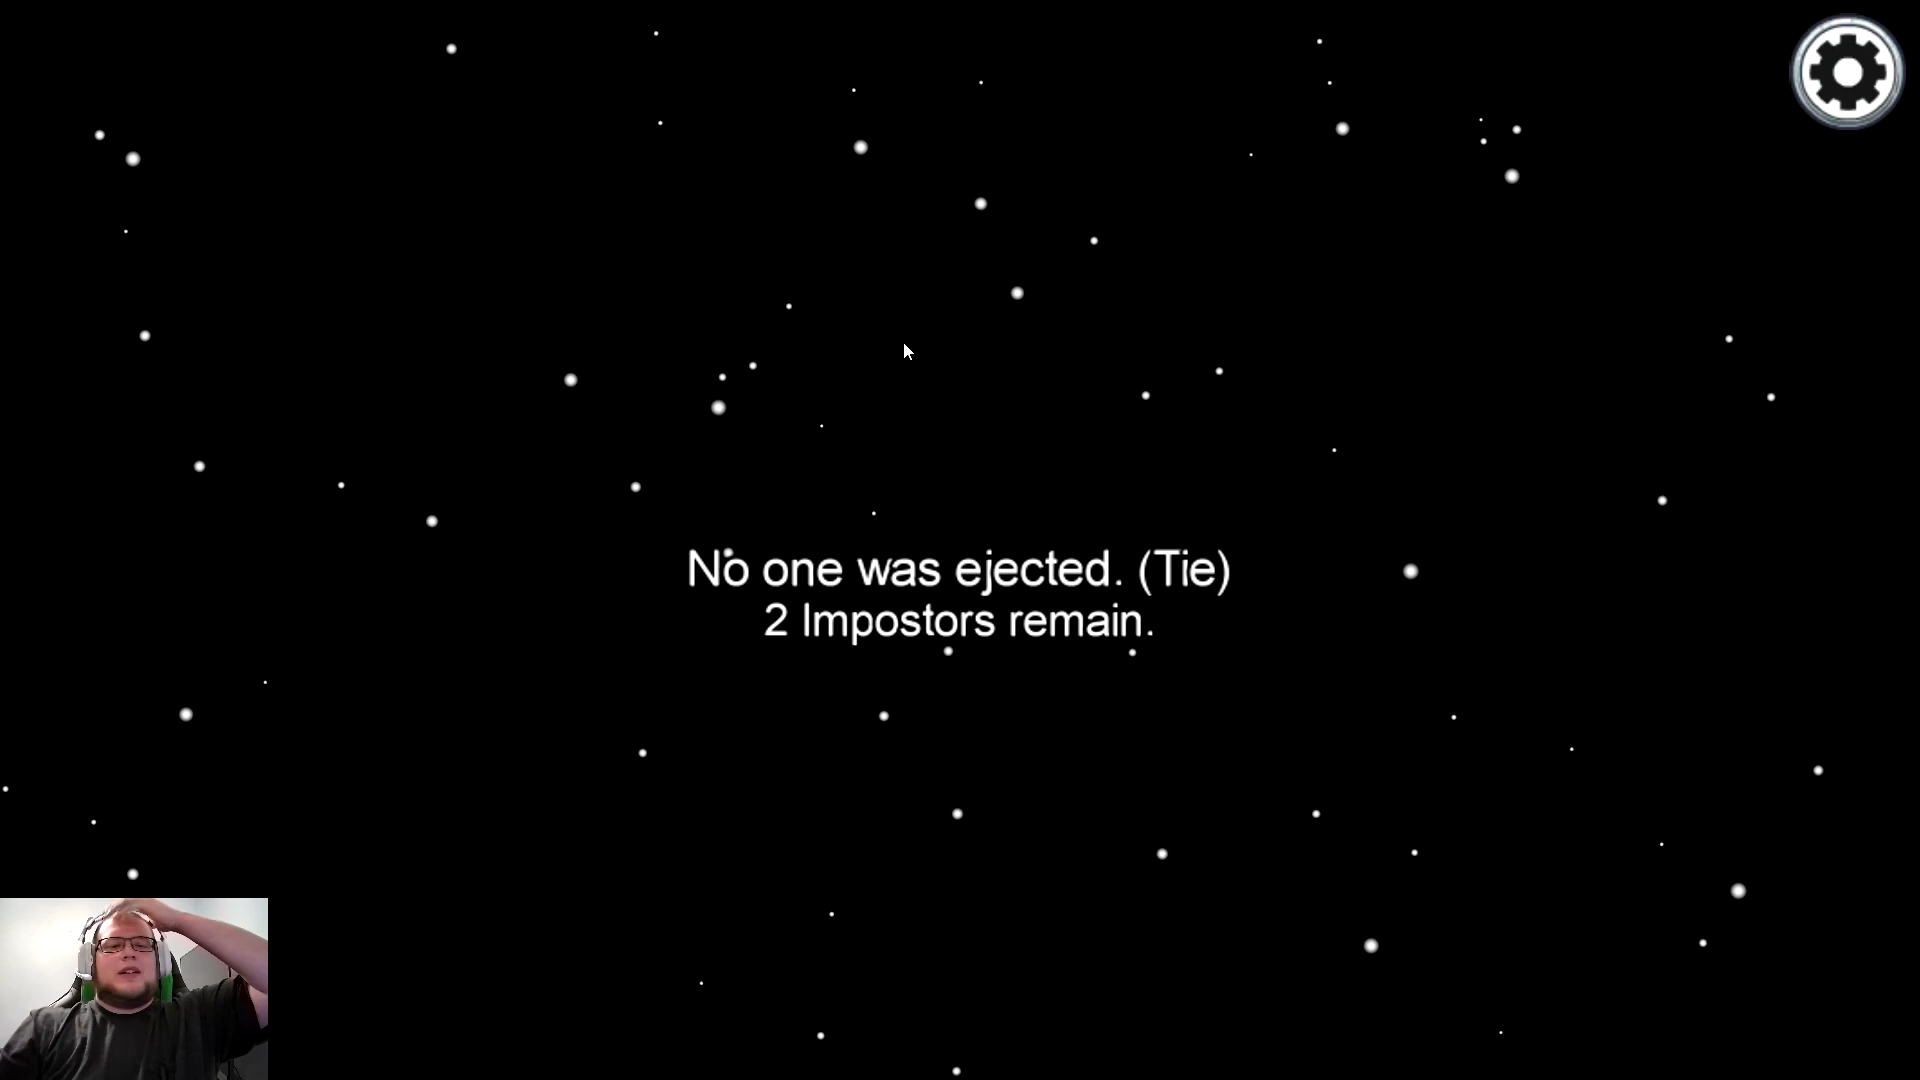 No one was ejected. (Tie)
2 Impostors remain.